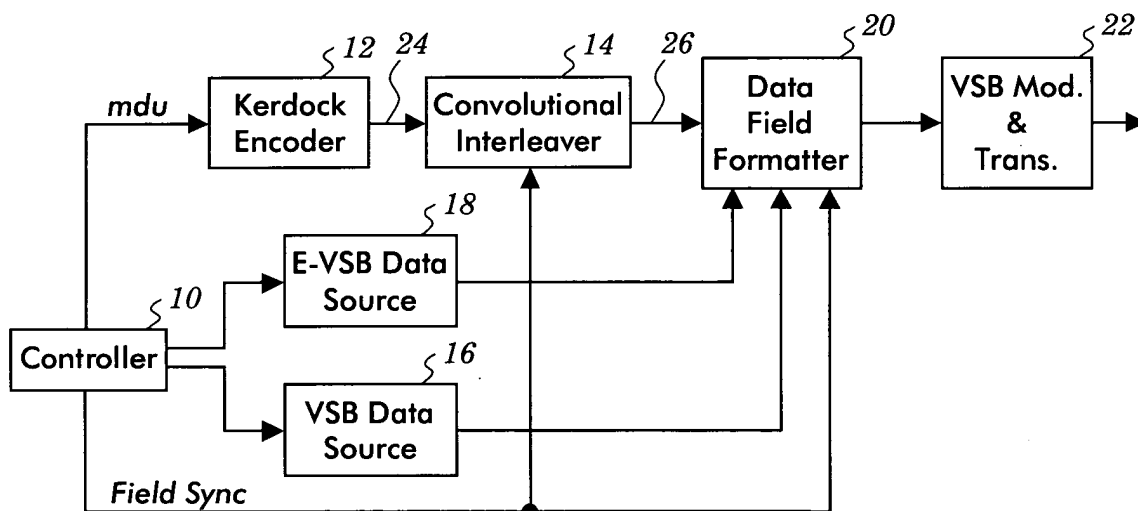 12
24
14
26
20
22
mdu
Kerdock
Encoder
Convolutional
Interleaver
Data
Field
Formatter
VSB Mod.
&
Trans.
18
E-VSB Data
Source
10
Controller
16
VSB Data
Source
Field Sync